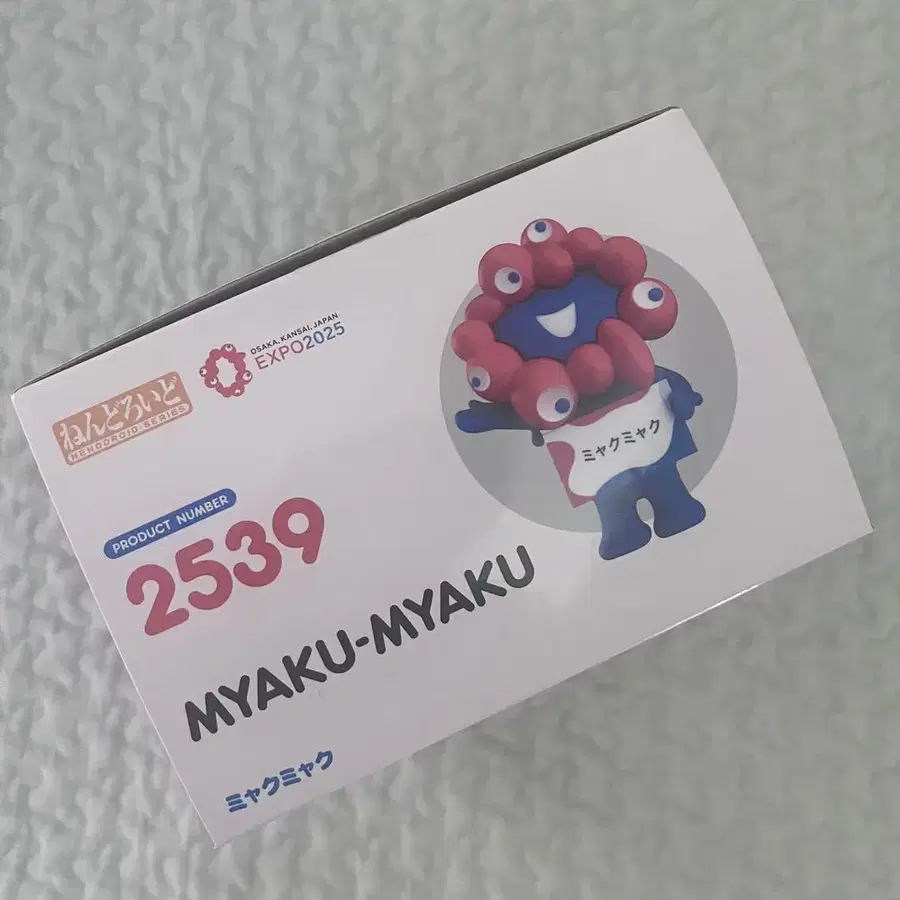 ねんどろいど
NENDOROID SERIES
OSAKA, KANSAI, JAPAN
EXPO2025
PRODUCT NUMBER
2539
MYAKU-MYAKU
ミャクミャク
ミャクミャク